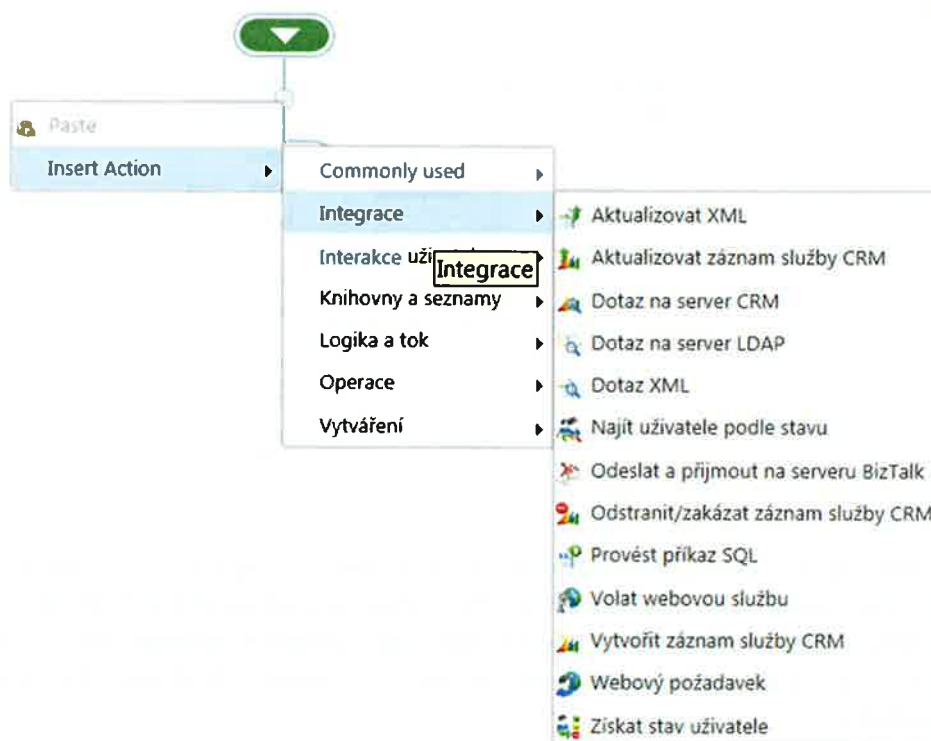 Paste
Insert Action
Commonly used
Integrace
Interakce
Integrace
Knihovny a seznamy
Logika a tok
Operace
Vytváření
Aktualizovat XML
Aktualizovat záznam služby CRM
Dotaz na server CRM
Dotaz na server LDAP
Dotaz XML
Najít uživatele podle stavu
Odeslat a přijmout na serveru BizTalk
Odstranit/zakázat záznam služby CRM
Provést příkaz SQL
Volat webovou službu
Vytvořit záznam služby CRM
Webový požadavek
Získat stav uživatele